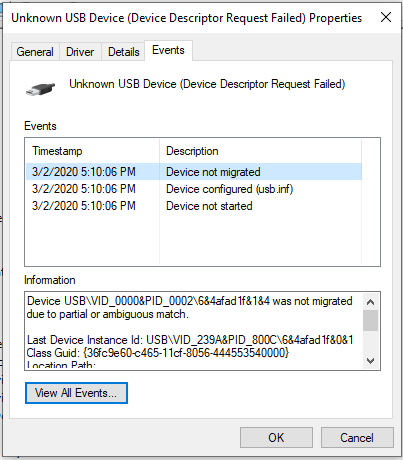 Unknown USB Device (Device Descriptor Request Failed) Properties
General Driver Details Events
Unknown USB Device (Device Descriptor Request Failed)
Events
Timestamp Description
3/2/2020 5:10:06 PM Device not migrated
3/2/2020 5:10:06 PM Device configured (usb.inf)
3/2/2020 5:10:06 PM Device not started
Information
Device USB\VID_0000&PID_0002\6&4afad1f&1&4 was not migrated
due to partial or ambiguous match.
Last Device Instance Id: USB\VID_239A&PID_800C\6&4afad1f&0&1
Class Guid: {36fc9e60-c465-11cf-8056-444553540000}
Location Path:
View All Events...
OK Cancel